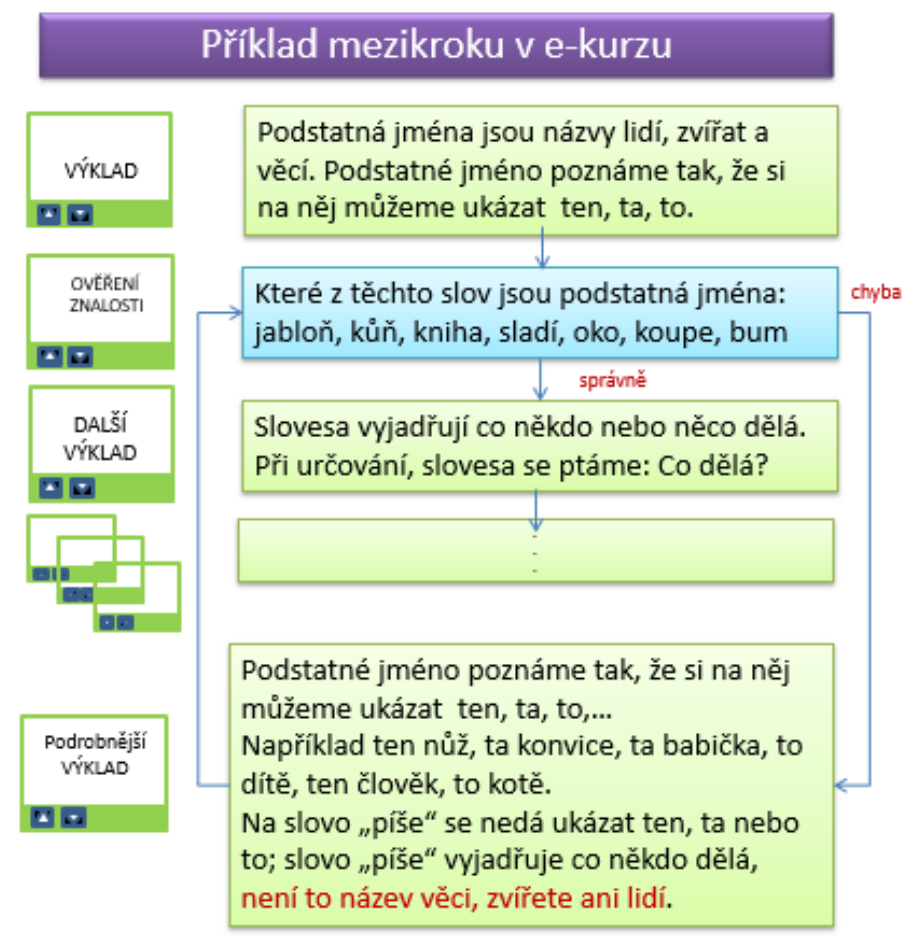 Příklad mezikroku v e-kurzu
VÝKLAD
Podstatná jména jsou názvy lidí, zvířat a
věcí. Podstatné jméno poznáme tak, že si
na něj můžeme ukázat  ten, ta, to.
OVĚŘENÍ
ZNALOSTI
Které z těchto slov jsou podstatná jména:
jabloň, kůň, kniha, sladí, oko, koupe, bum
chyba
správně
DALŠÍ
VÝKLAD
Slovesa vyjadřují co někdo nebo něco dělá.
Při určování, slovesa se ptáme: Co dělá?
.
.
.
Podrobnější
VÝKLAD
Podstatné jméno poznáme tak, že si na něj
můžeme ukázat  ten, ta, to,…
Například ten nůž, ta konvice, ta babička, to
dítě, ten člověk, to kotě.
Na slovo „píše“ se nedá ukázat ten, ta nebo
to; slovo „píše“ vyjadřuje co někdo dělá,
není to název věci, zvířete ani lidí.